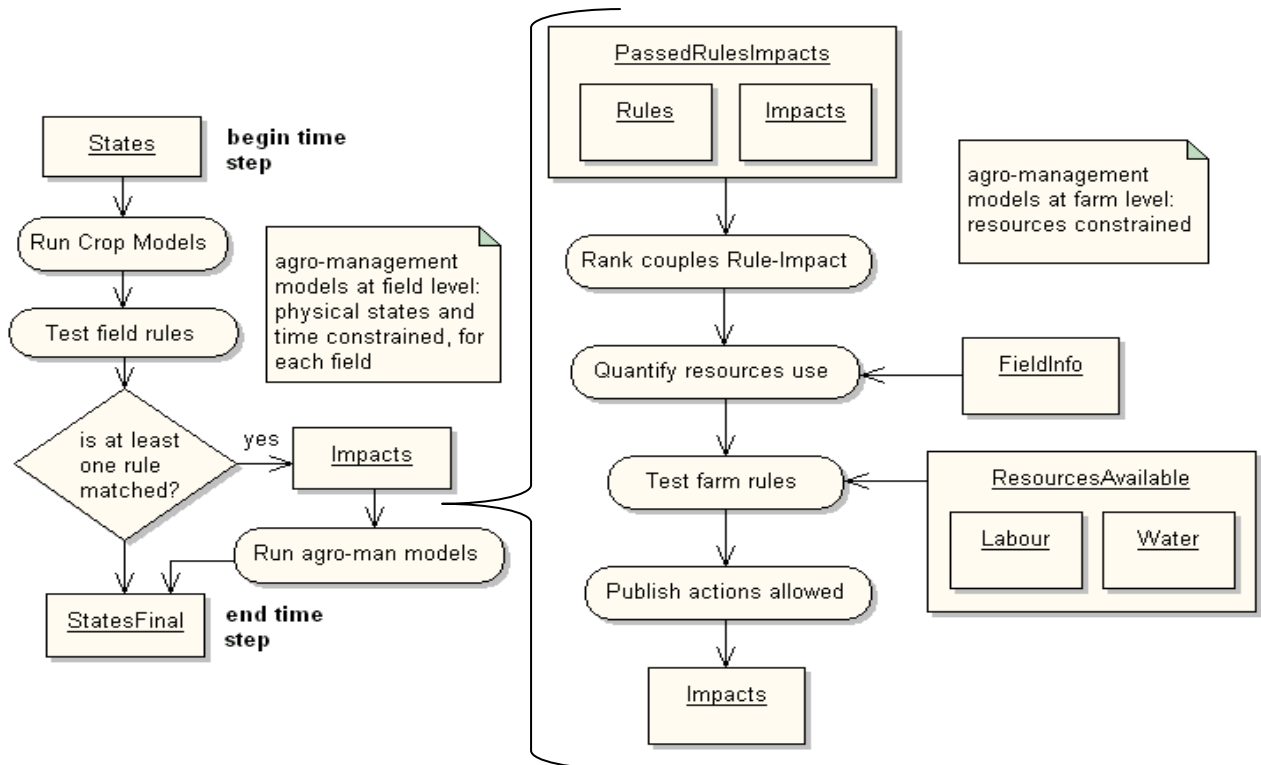 States
begin time
step
Run Crop Models
Test field rules
agro-management
models at field level:
physical states and
time constrained, for
each field
is at least
one rule
matched?
yes
Impacts
Run agro-man models
StatesFinal
end time
step
PassedRulesImpacts
Rules
Impacts
agro-management
models at farm level:
resources constrained
Rank couples Rule-Impact
Quantify resources use
FieldInfo
Test farm rules
ResourcesAvailable
Labour
Water
Publish actions allowed
Impacts